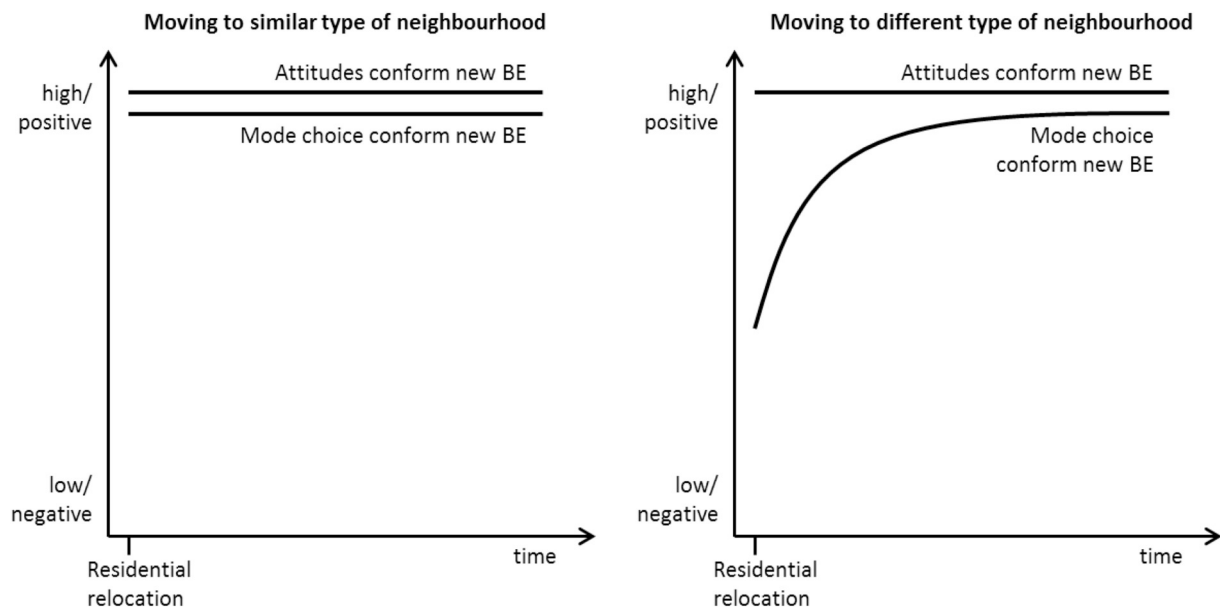 Moving to similar type of neighbourhood
high/
positive
Attitudes conform new BE
Mode choice conform new BE
low/
negative
time
Residential
relocation
Moving to different type of neighbourhood
high/
positive
Attitudes conform new BE
Mode choice
conform new BE
low/
negative
time
Residential
relocation